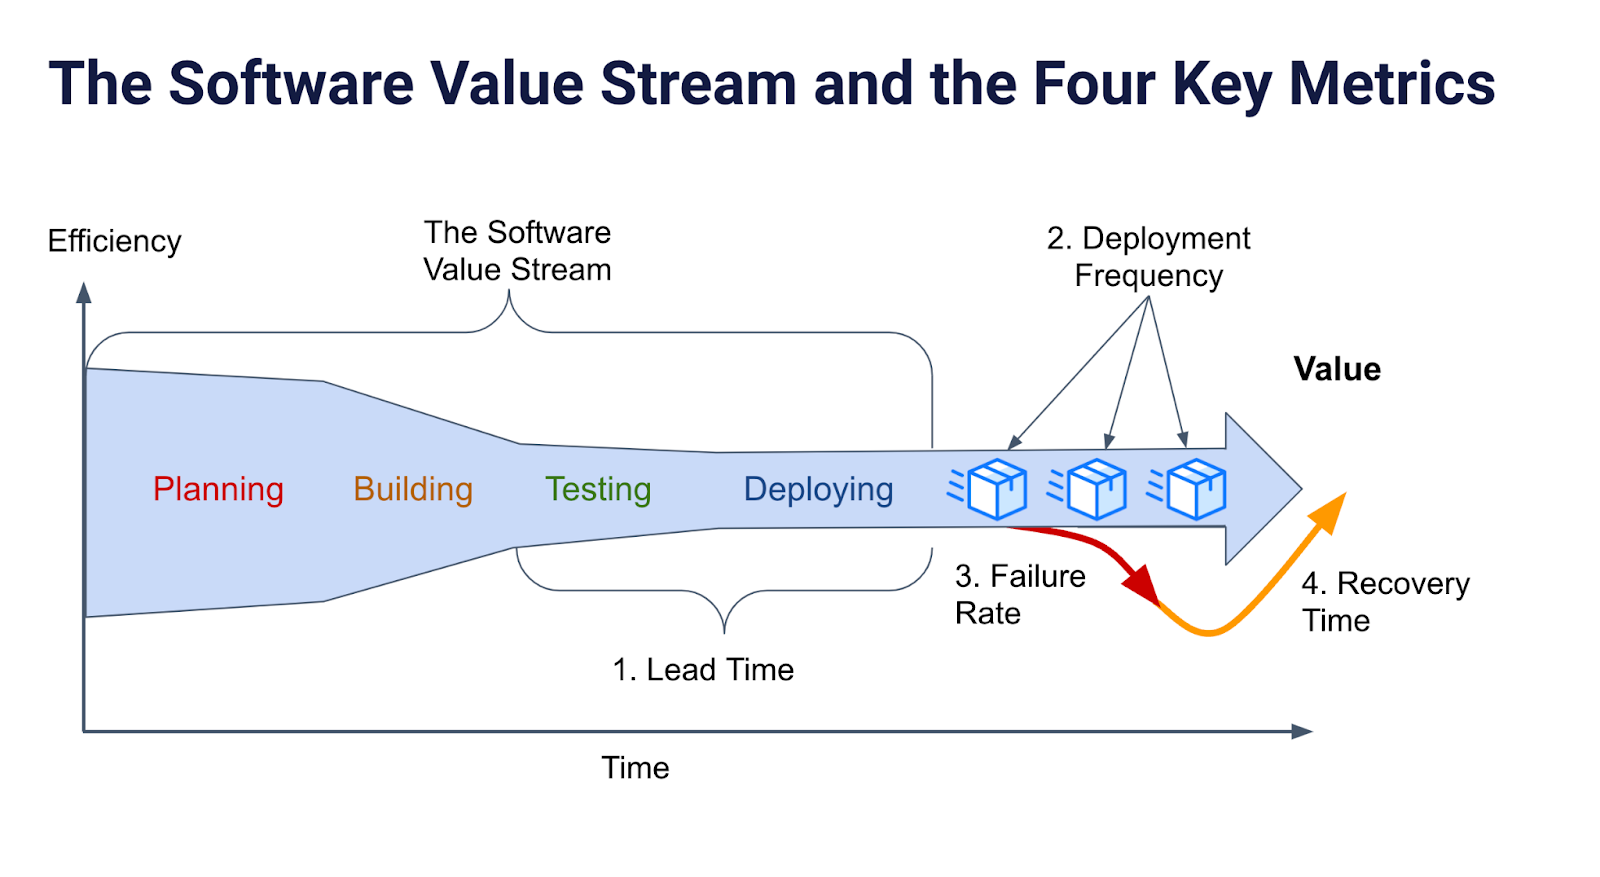 The Software Value Stream and the Four Key Metrics
Efficiency
The Software
Value Stream
2. Deployment
Frequency
Value
Planning
Building
Testing
Deploying
3. Failure
Rate
4. Recovery
Time
1. Lead Time
Time